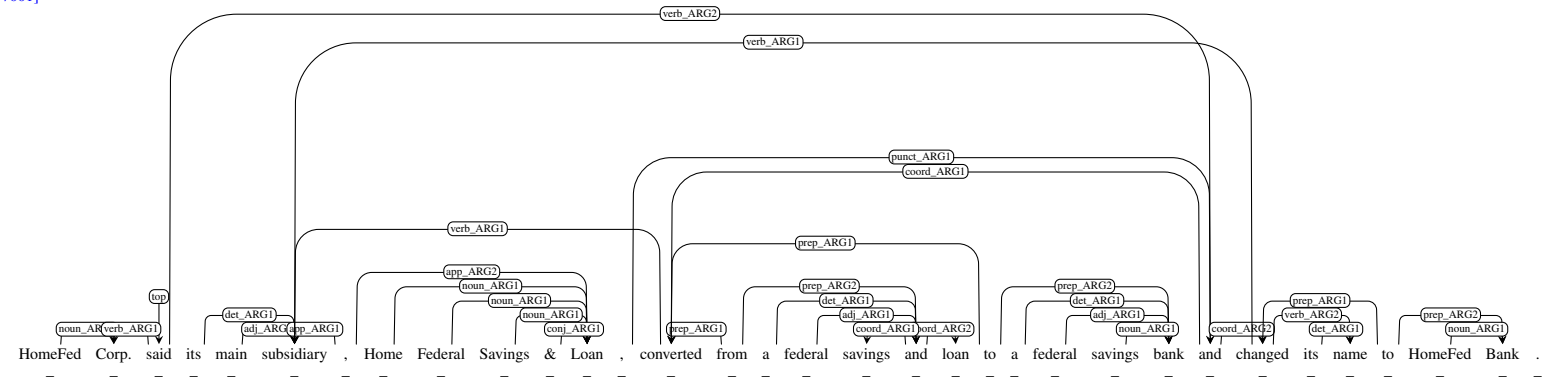 verb_ARG2
verb_ARG1
punct_ARG1
coord_ARG1
verb_ARG1
prep_ARG1
app_ARG2
noun_ARG1 prep_ARG2 prep_ARG2
top noun_ARG1 det_ARG1 det_ARG1 prep_ARG1
det_ARG1 noun_ARG1 adj_ARG1 adj_ARG1 verb_ARG2 prep_ARG2
verb_ARG1 app_ARG1 conj_ARG1 prep_ARG1 coord_ARG1 noun_ARG1 coord_ARG2 det_ARG1 noun_ARG1
HomeFed Corp. said its main subsidiary , Home Federal Savings & Loan , converted from a federal savings and loan to a federal savings bank and changed its name to HomeFed Bank .